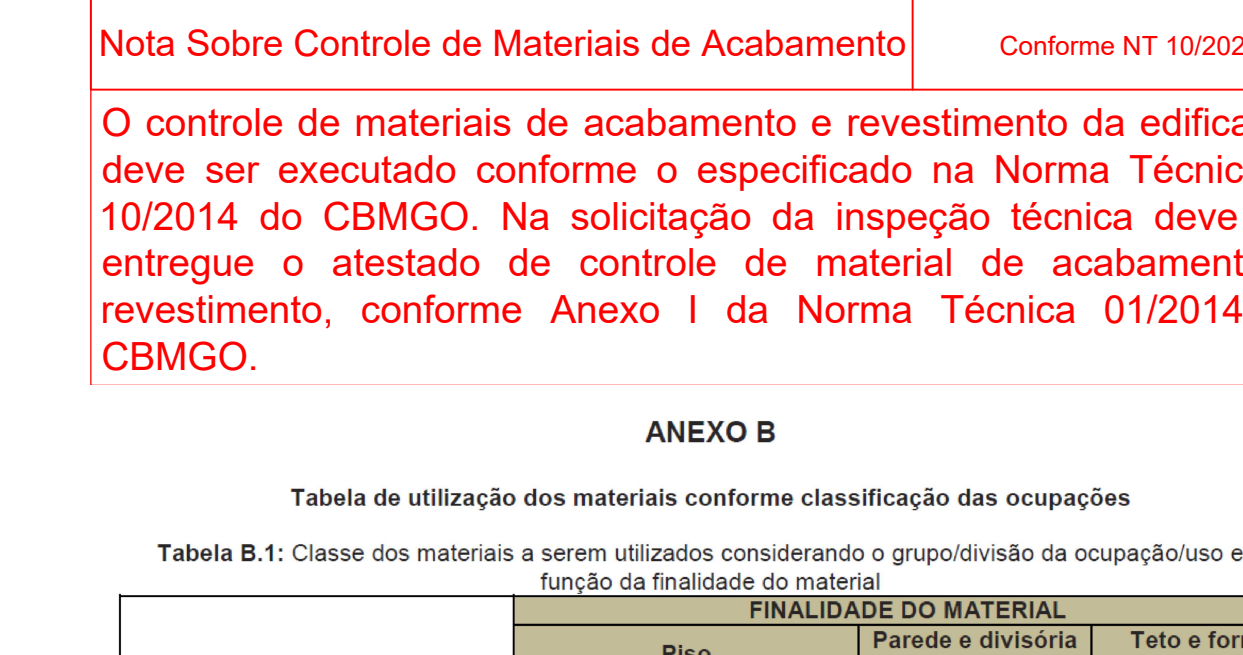 Nota Sobre Controle de Materiais de Acabamento Conforme NT 10/202
O controle de materiais de acabamento e revestimento da edifica
deve ser executado conforme o especificado na Norma Técnic
10/2014 do CBMGO. Na solicitação da inspeção técnica deve
entregue o atestado de controle de material de acabament
revestimento, conforme Anexo I da Norma Técnica 01/2014
CBMGO.
ANEXO B
Tabela de utilização dos materiais conforme classificação das ocupações
Tabela B.1: Classe dos materiais a serem utilizados considerando o grupo/divisão da ocupação/uso e
função da finalidade do material
FINALIDADE DO MATERIAL
Piso Parede e divisória Teto e forr